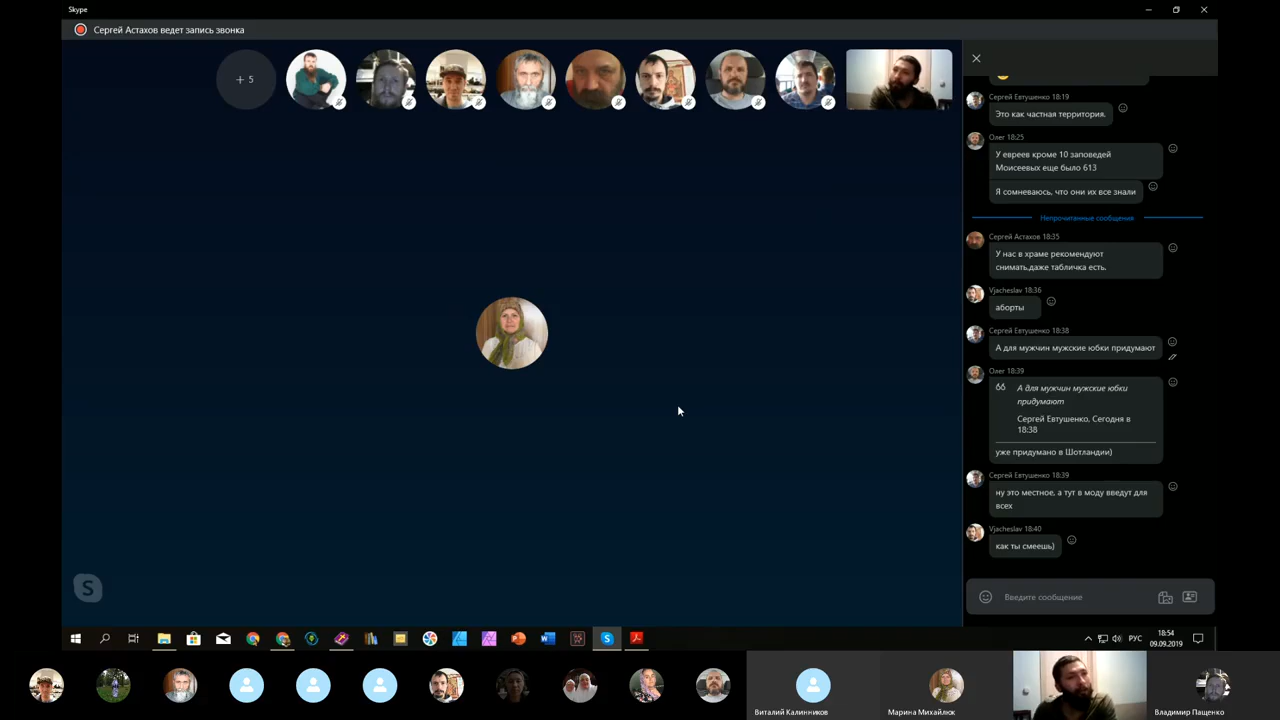 Skype
Сергей Астахов ведет запись звонка
+ 5
Сергей Евтушенко 18:19
Это как частная территория.
Олег 18:25
У евреев кроме 10 заповедей
Моисеевых еще было 613
Я сомневаюсь, что они их все знали
Непрочитанные сообщения
Сергей Астахов 18:35
У нас в храме рекомендуют
снимать,даже табличка есть.
Vjacheslav 18:36
аборты
Сергей Евтушенко 18:38
А для мужчин мужские юбки придумают
Олег 18:39
А для мужчин мужские юбки
придумают
Сергей Евтушенко, Сегодня в
18:38
уже придумано в Шотландии)
Сергей Евтушенко 18:39
ну это местное, а тут в моду введут для
всех
Vjacheslav 18:40
как ты смеешь)
Введите сообщение
РУС
18:54
09.09.2019
Виталий Калинников
Марина Михайлюк
Владимир Пащенко